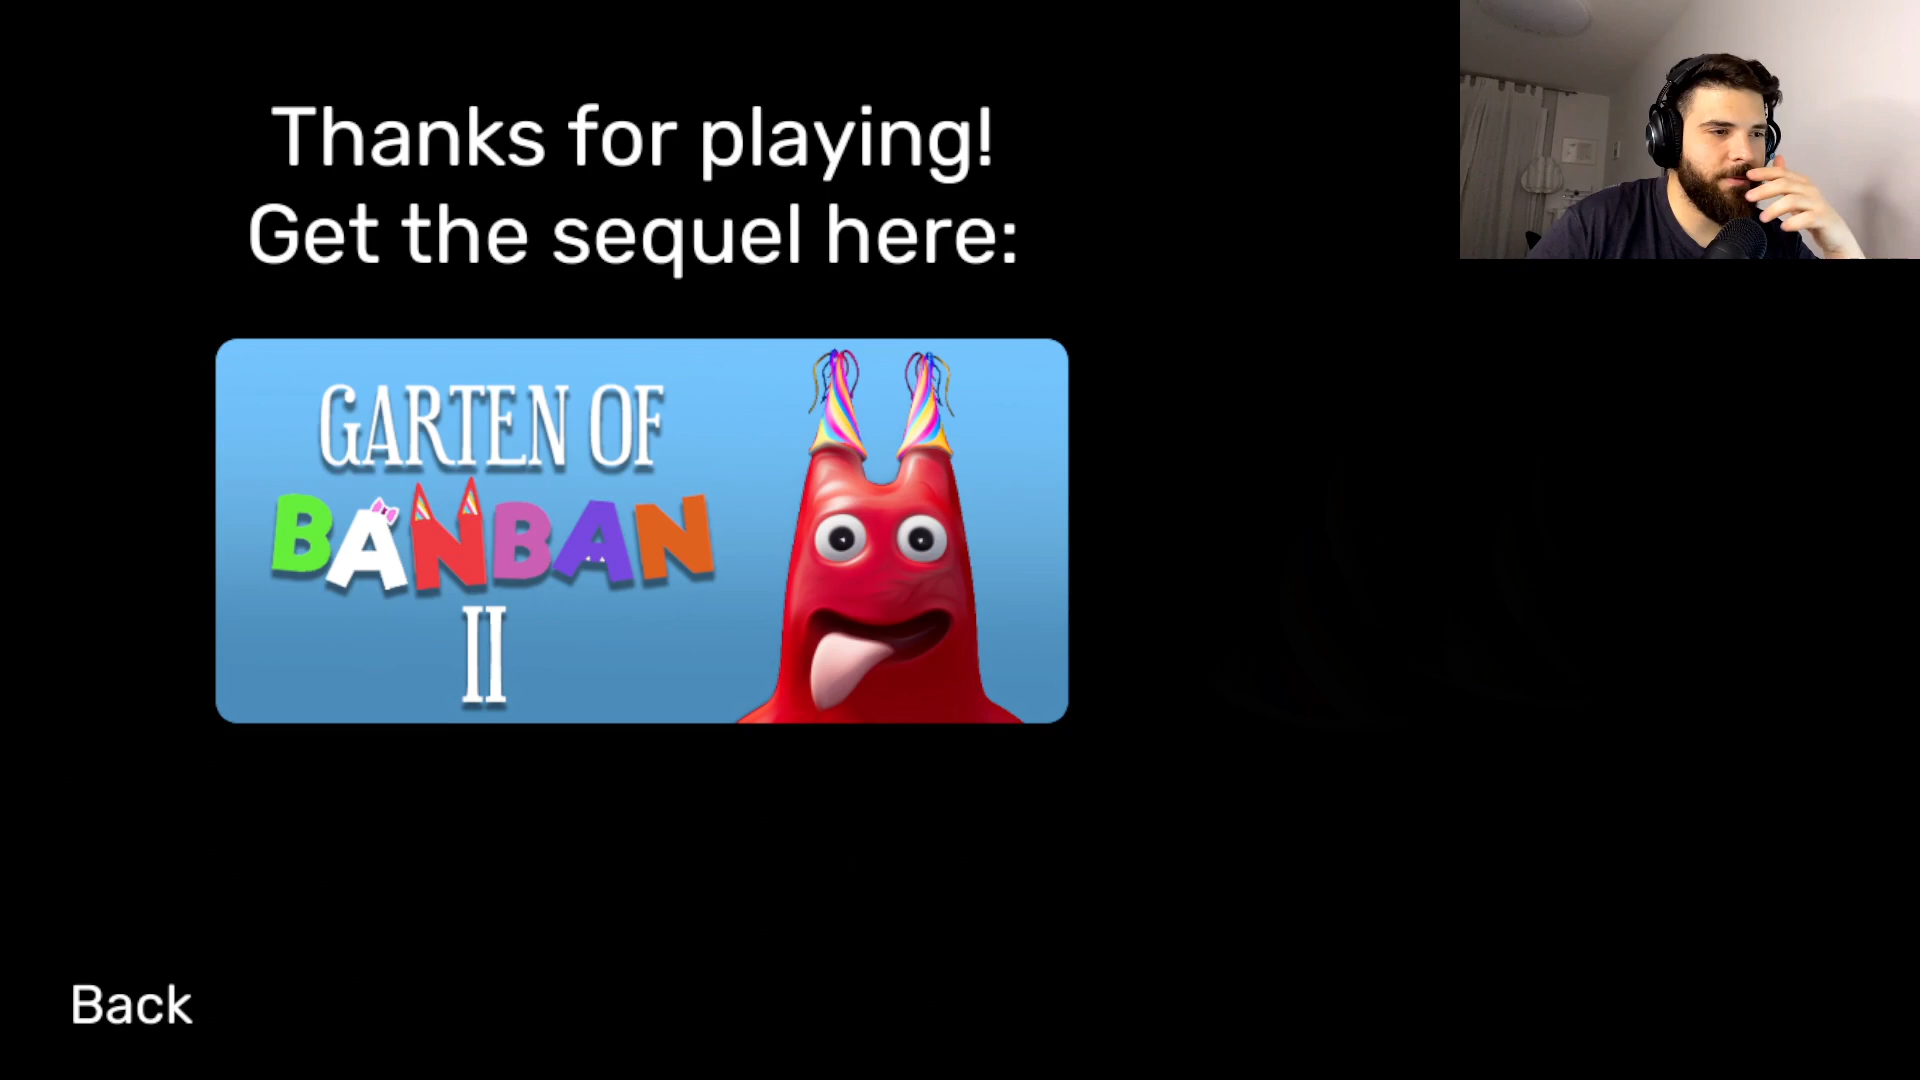 Thanks for playing!
Get the sequel here:
GARTEN OF
BANBAN
II
Back